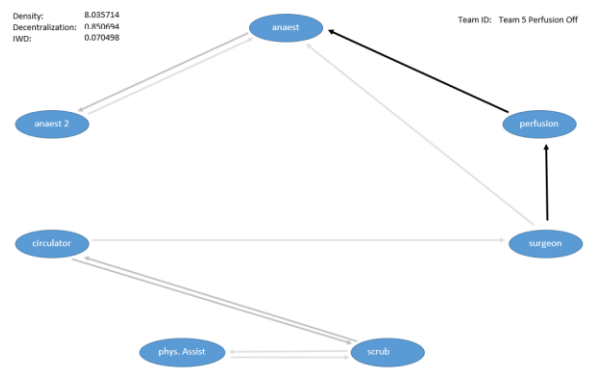 Density: 8.035714
Decentralization: 0.850694
IWD: 0.070498
Team ID: Team 5 Perfusion Off
anaest
anaest 2
perfusion
circulator
surgeon
phys. Assist
scrub